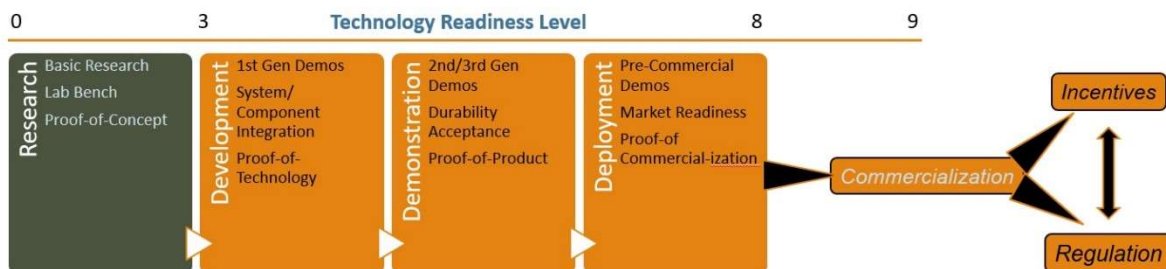 0 3 Technology Readiness Level 8 9
Research
Basic Research
Lab Bench
Proof-of-Concept
Development
1st Gen Demos
System/
Component
Integration
Proof-of-
Technology
Demonstration
2nd/3rd Gen
Demos
Durability
Acceptance
Proof-of-Product
Deployment
Pre-Commercial
Demos
Market Readiness
Proof-of
Commercial-ization
Commercialization
Incentives
Regulation